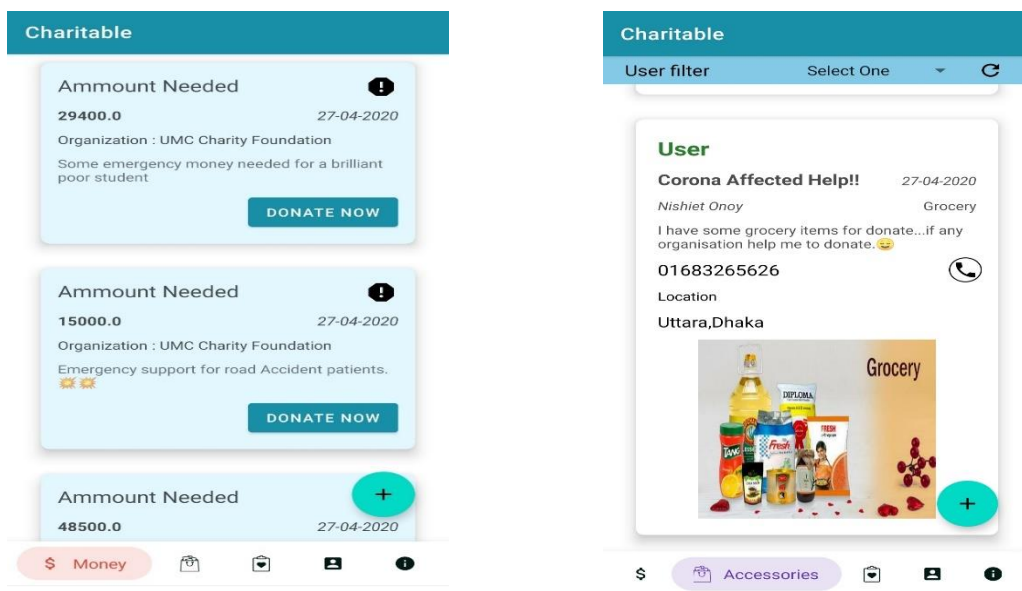 Charitable
Ammount Needed
29400.0 27-04-2020
Organization : UMC Charity Foundation
Some emergency money needed for a brilliant
poor student
DONATE NOW
Ammount Needed
15000.0 27-04-2020
Organization : UMC Charity Foundation
Emergency support for road Accident patients.
💥💥
DONATE NOW
Ammount Needed
48500.0 27-04-2020
$ Money
Charitable
User filter Select One
User
Corona Affected Help!! 27-04-2020
Nishiet Onoy Grocery
I have some grocery items for donate...if any
organisation help me to donate.😄
01683265626
Location
Uttara,Dhaka
Grocery
DIPLOMA
FRESH
TANG
Fresh
$ Accessories